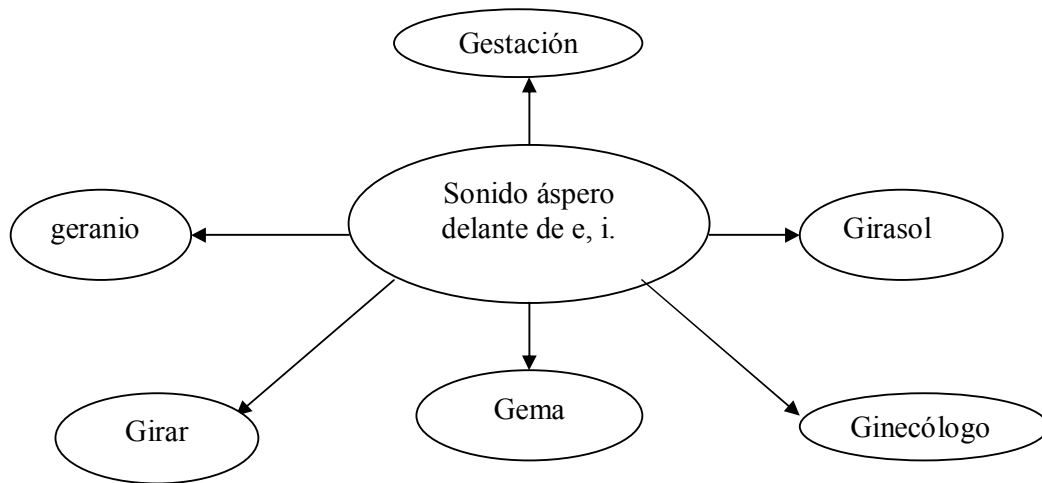 Gestación
Sonido áspero
delante de e, i.
geranio
Girasol
Girar
Gema
Ginecólogo